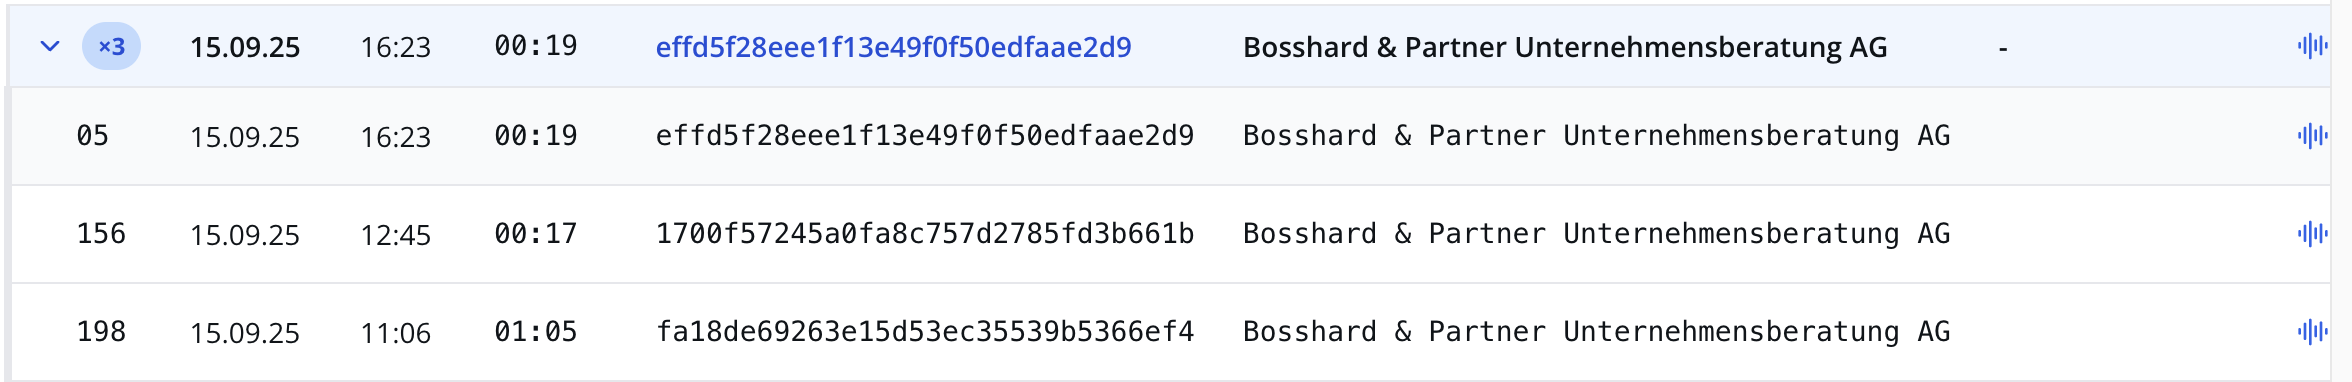 ×3 15.09.25 16:23 00:19 effd5f28eee1f13e49f0f50edfaae2d9 Bosshard & Partner Unternehmensberatung AG -
05 15.09.25 16:23 00:19 effd5f28eee1f13e49f0f50edfaae2d9 Bosshard & Partner Unternehmensberatung AG
156 15.09.25 12:45 00:17 1700f57245a0fa8c757d2785fd3b661b Bosshard & Partner Unternehmensberatung AG
198 15.09.25 11:06 01:05 fa18de69263e15d53ec35539b5366ef4 Bosshard & Partner Unternehmensberatung AG